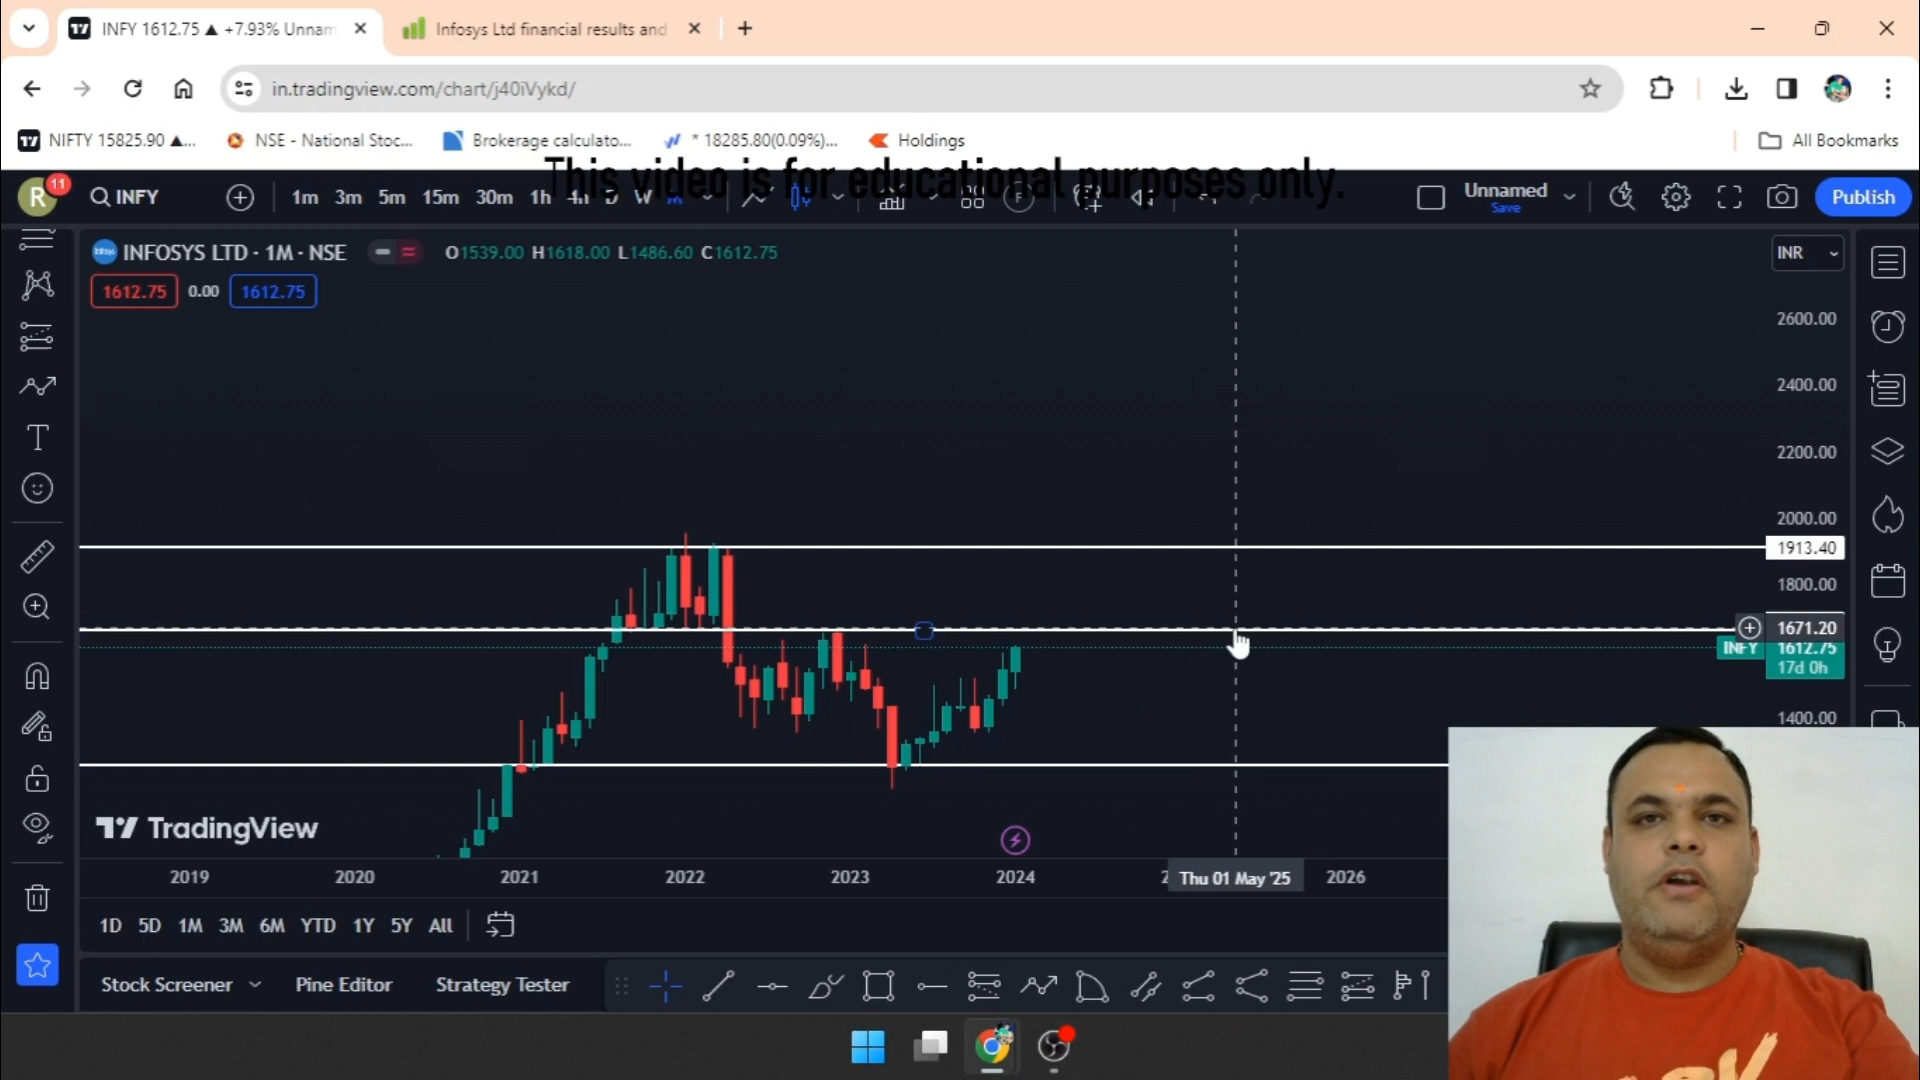 INFY 1612.75 ▲ +7.93% Unnam
Infosys Ltd financial results and
in.tradingview.com/chart/j40iVykd/
NIFTY 15825.90 ▲...
NSE - National Stoc...
Brokerage calculato...
* 18285.80(0.09%)...
Holdings
All Bookmarks
This video is for educational purposes only.
R
11
INFY
1m 3m 5m 15m 30m 1h 4h D W M
Unnamed
Save
Publish
INFOSYS LTD · 1M · NSE
O1539.00 H1618.00 L1486.60 C1612.75
INR
1612.75 0.00 1612.75
2600.00
2400.00
2200.00
2000.00
1913.40
1800.00
1671.20
INFY 1612.75
17d 0h
1400.00
TradingView
2019 2020 2021 2022 2023 2024 2 Thu 01 May '25 2026
1D 5D 1M 3M 6M YTD 1Y 5Y All
Stock Screener Pine Editor Strategy Tester